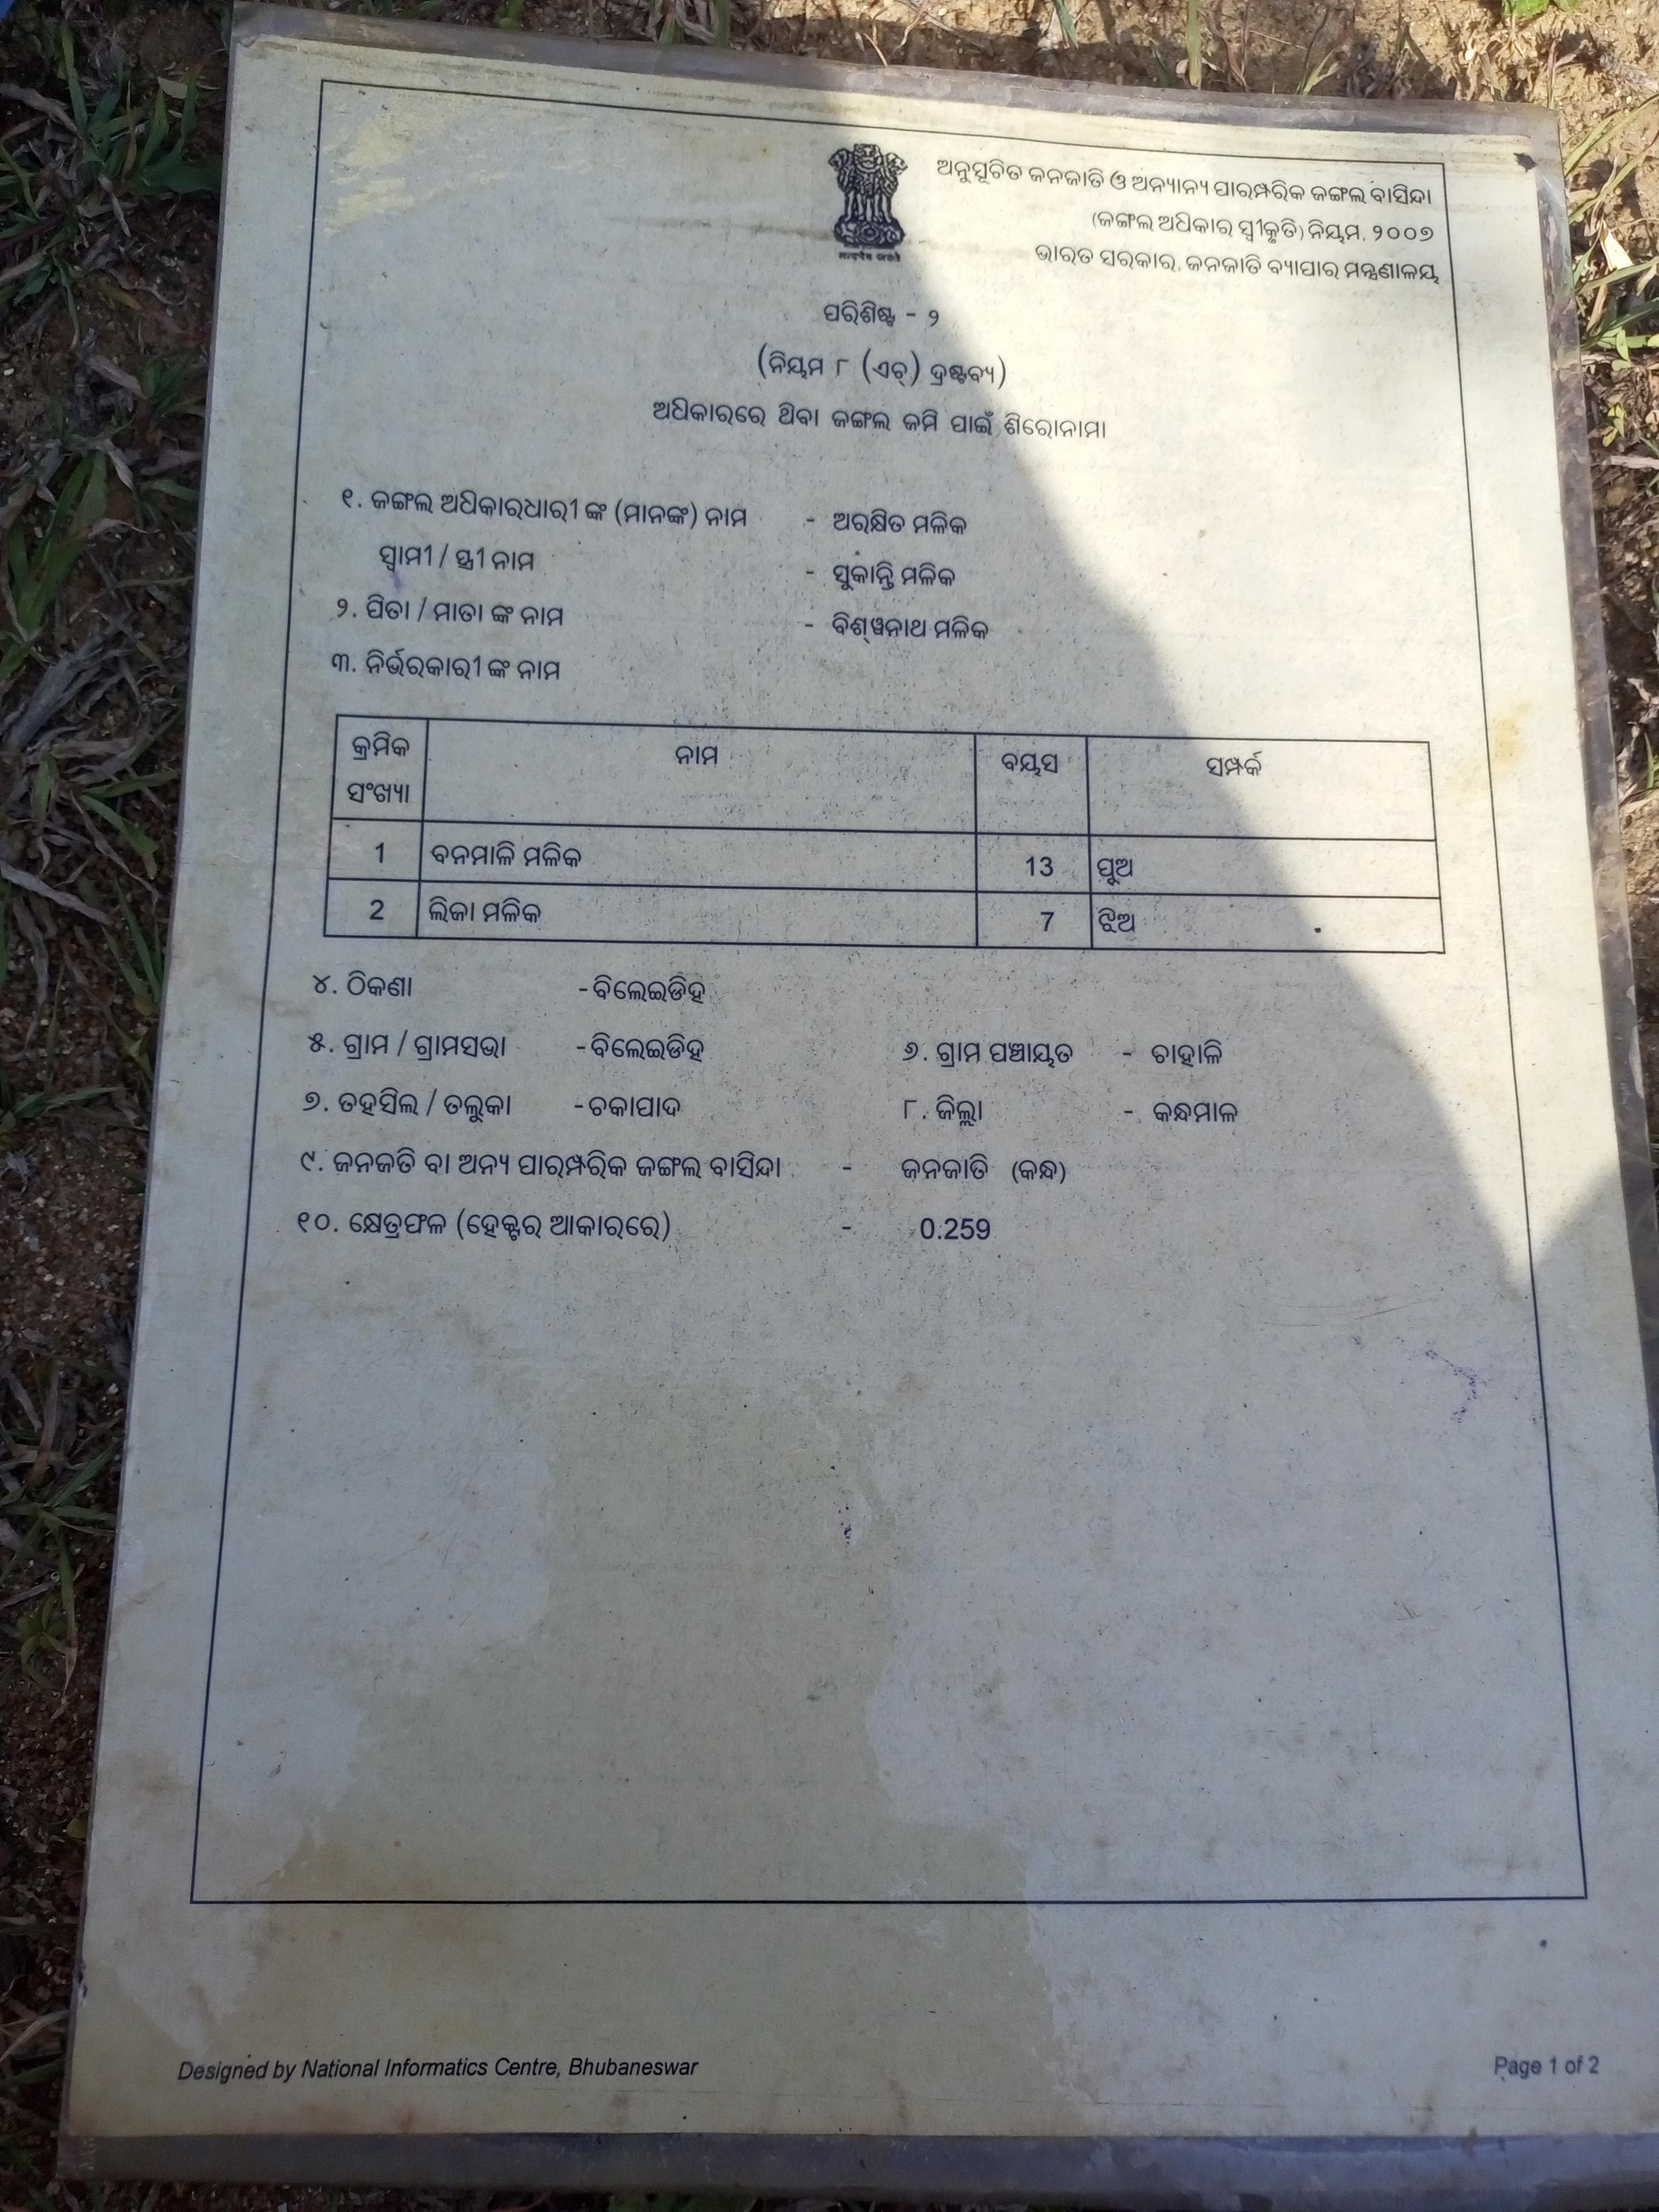 सत्यमेव जयते
ଅନୁସୂଚିତ ଜନଜାତି ଓ ଅନ୍ୟାନ୍ୟ ପାରମ୍ପରିକ ଜଙ୍ଗଲ ବାସିନ୍ଦା
(ଜଙ୍ଗଲ ଅଧିକାର ସ୍ୱୀକୃତି) ନିୟମ, ୨୦୦୭
ଭାରତ ସରକାର, ଜନଜାତି ବ୍ୟାପାର ମନ୍ତ୍ରଣାଳୟ
ପରିଶିଷ୍ଟ - ୨
(ନିୟମ ୮ (ଏଚ୍) ଦ୍ରଷ୍ଟବ୍ୟ)
ଅଧିକାରରେ ଥିବା ଜଙ୍ଗଲ ଜମି ପାଇଁ ଶିରୋନାମା
୧. ଜଙ୍ଗଲ ଅଧିକାରଧାରୀ ଙ୍କ (ମାନଙ୍କ) ନାମ - ଅରକ୍ଷିତ ମଳିକ
ସ୍ୱାମୀ / ସ୍ତ୍ରୀ ନାମ - ସୁକାନ୍ତି ମଳିକ
୨. ପିତା / ମାତା ଙ୍କ ନାମ - ବିଶ୍ୱନାଥ ମଳିକ
୩. ନିର୍ଭରକାରୀ ଙ୍କ ନାମ
କ୍ରମିକ ସଂଖ୍ୟା ନାମ ବୟସ ସମ୍ପର୍କ
1 ବନମାଳି ମଳିକ 13 ପୁଅ
2 ଲିଜା ମଳିକ 7 ଝିଅ
୪. ଠିକଣା - ବିଲେଇଡିହ
୫. ଗ୍ରାମ / ଗ୍ରାମସଭା - ବିଲେଇଡିହ ୬. ଗ୍ରାମ ପଞ୍ଚାୟତ - ଚାହାଳି
୭. ତହସିଲ / ତଲୁକା - ଚକାପାଦ ୮. ଜିଲ୍ଲା - କନ୍ଧମାଳ
୯. ଜନଜତି ବା ଅନ୍ୟ ପାରମ୍ପରିକ ଜଙ୍ଗଲ ବାସିନ୍ଦା - ଜନଜାତି (କନ୍ଧ)
୧୦. କ୍ଷେତ୍ରଫଳ (ହେକ୍ଟର ଆକାରରେ) - 0.259
Designed by National Informatics Centre, Bhubaneswar Page 1 of 2